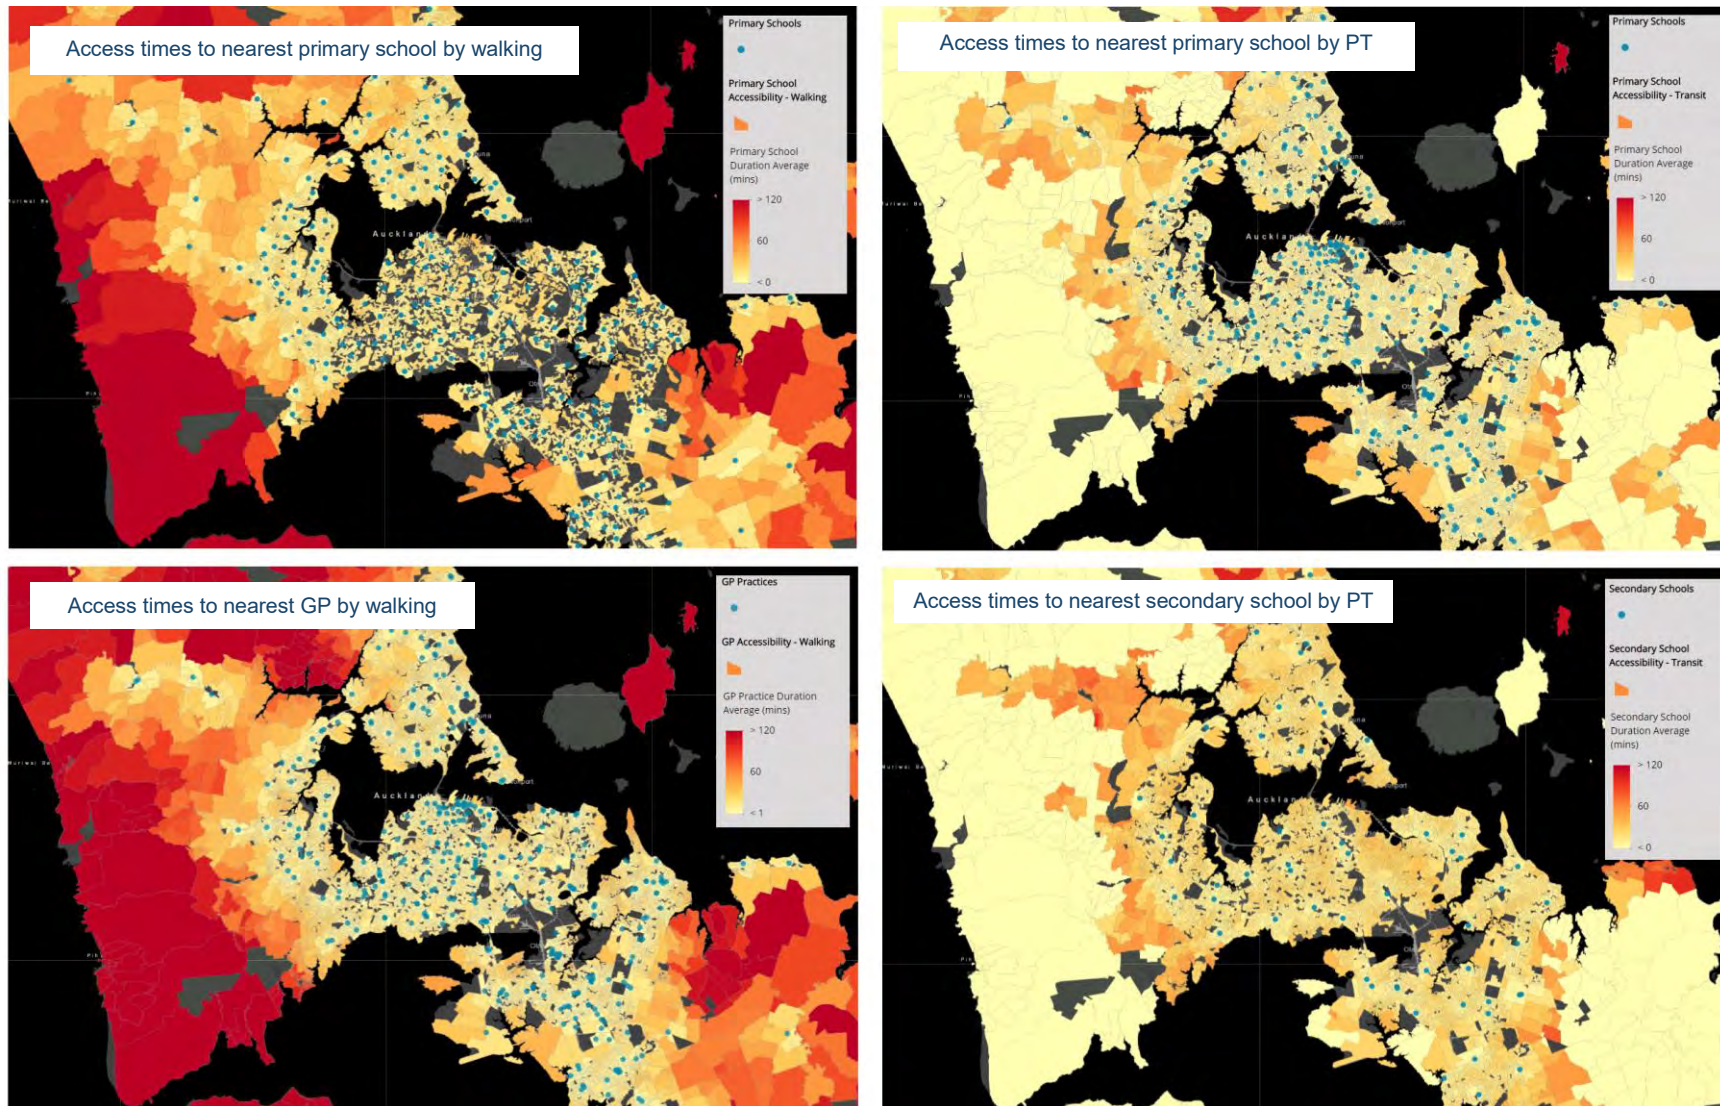 Access times to nearest primary school by walking
Primary Schools
Primary School
Accessibility - Walking
Primary School
Duration Average
(mins)
> 120
60
< 0
Auckland
Access times to nearest primary school by PT
Primary Schools
Primary School
Accessibility - Transit
Primary School
Duration Average
(mins)
> 120
60
< 0
Auckland
Access times to nearest GP by walking
GP Practices
GP Accessibility - Walking
GP Practice Duration
Average (mins)
> 120
60
< 1
Auckland
Access times to nearest secondary school by PT
Secondary Schools
Secondary School
Accessibility - Transit
Secondary School
Duration Average
(mins)
> 120
60
< 0
Auckland